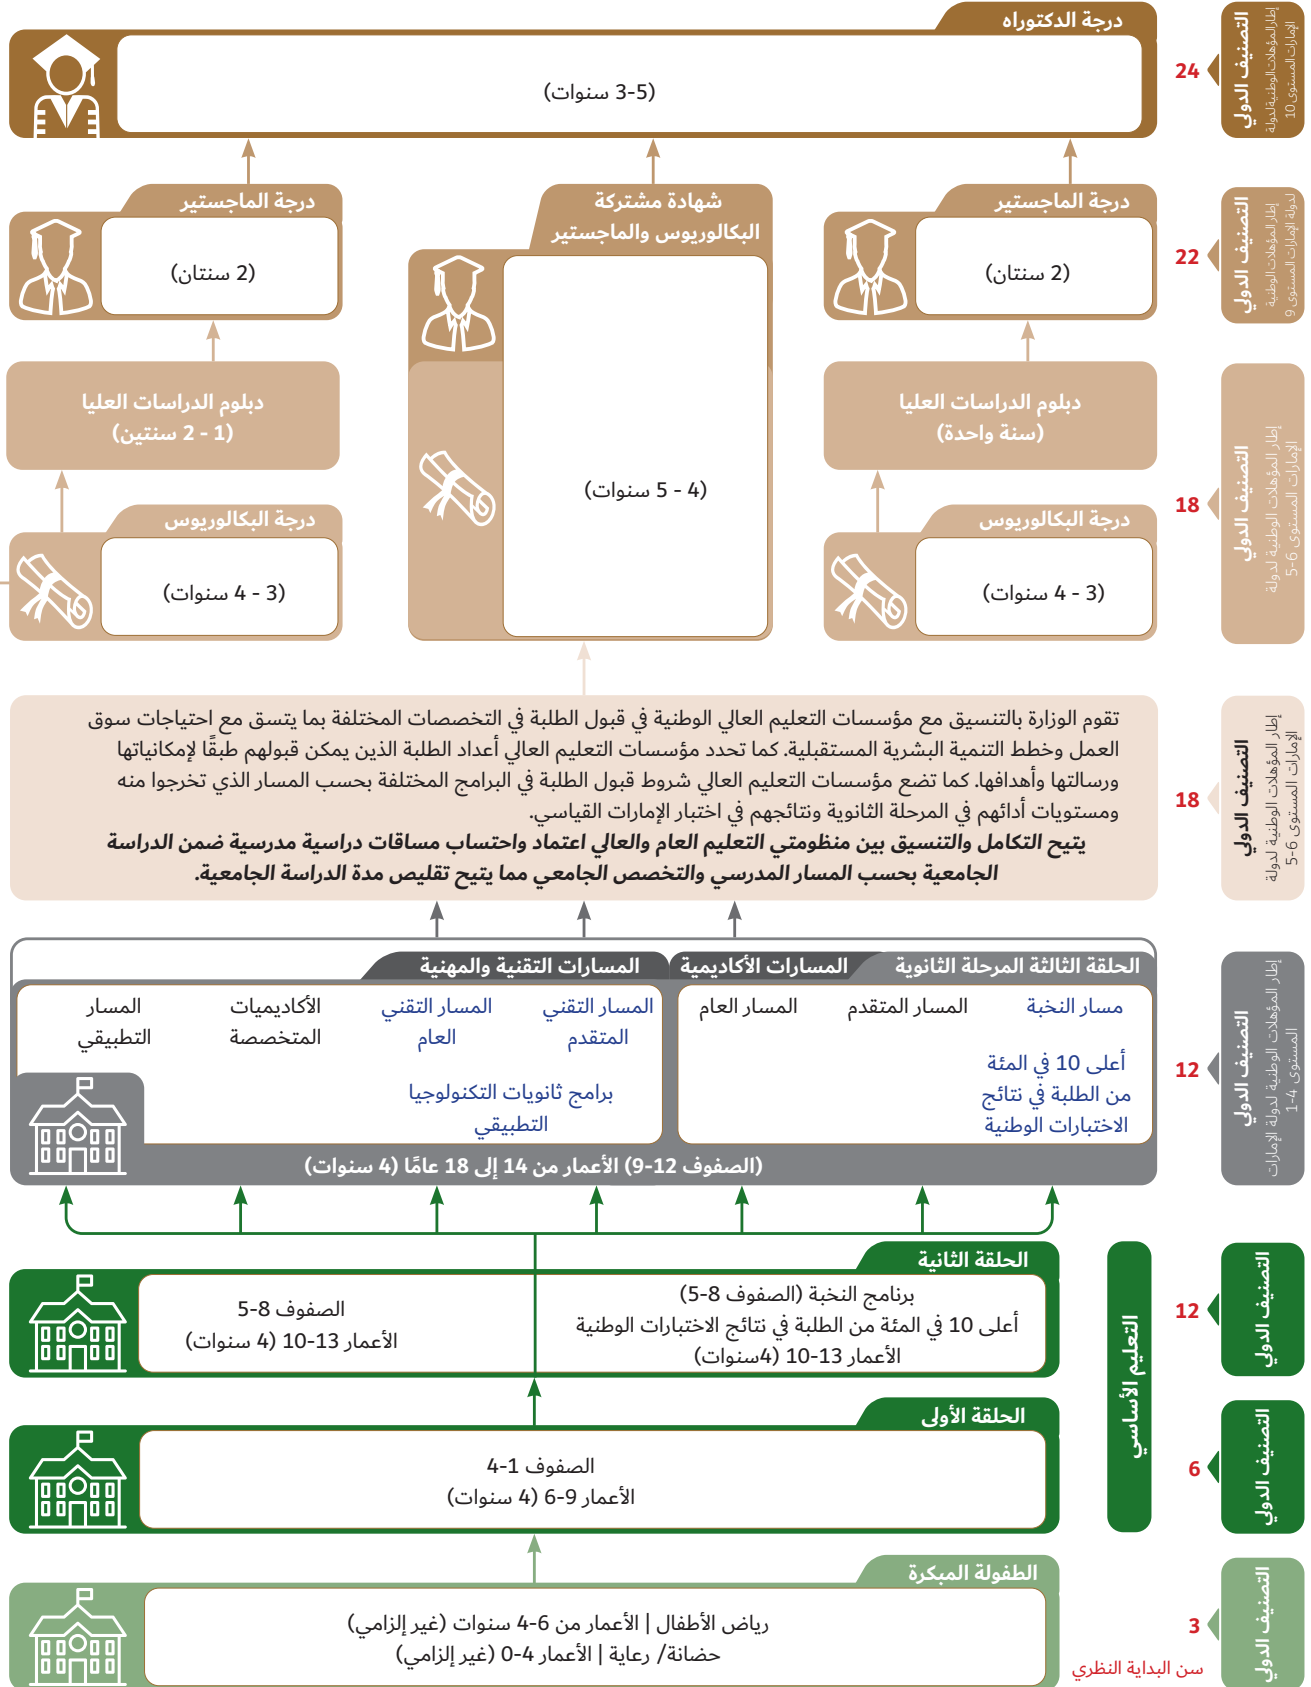 درجة الدكتوراه
(3-5 سنوات)
24
التصنيف الدولي
إطار المؤهلات الوطنية لدولة
الإمارات المستوى 10
درجة الماجستير
(2 سنتان)
شهادة مشتركة
البكالوريوس والماجستير
(4 - 5 سنوات)
درجة الماجستير
(2 سنتان)
22
التصنيف الدولي
إطار المؤهلات الوطنية
لدولة الإمارات المستوى 9
دبلوم الدراسات العليا
(سنة واحدة)
دبلوم الدراسات العليا
(1 - 2 سنتين)
درجة البكالوريوس
(3 - 4 سنوات)
درجة البكالوريوس
(3 - 4 سنوات)
18
التصنيف الدولي
إطار المؤهلات الوطنية لدولة
الإمارات المستوى 6-5
تقوم الوزارة بالتنسيق مع مؤسسات التعليم العالي الوطنية في قبول الطلبة في التخصصات المختلفة بما يتسق مع احتياجات سوق
العمل وخطط التنمية البشرية المستقبلية. كما تحدد مؤسسات التعليم العالي أعداد الطلبة الذين يمكن قبولهم طبقًا لإمكانياتها
ورسالتها وأهدافها. كما تضع مؤسسات التعليم العالي شروط قبول الطلبة في البرامج المختلفة بحسب المسار الذي تخرجوا منه
ومستويات أدائهم في المرحلة الثانوية ونتائجهم في اختبار الإمارات القياسي.
يتيح التكامل والتنسيق بين منظومتي التعليم العام والعالي اعتماد واحتساب مساقات دراسية مدرسية ضمن الدراسة
الجامعية بحسب المسار المدرسي والتخصص الجامعي مما يتيح تقليص مدة الدراسة الجامعية.
18
التصنيف الدولي
إطار المؤهلات الوطنية لدولة
الإمارات المستوى 6-5
الحلقة الثالثة المرحلة الثانوية
المسارات الأكاديمية
المسارات التقنية والمهنية
مسار النخبة
أعلى 10 في المئة
من الطلبة في نتائج
الاختبارات الوطنية
المسار المتقدم
المسار العام
المسار التقني
المتقدم
المسار التقني
العام
برامج ثانويات التكنولوجيا
التطبيقي
الأكاديميات
المتخصصة
المسار
التطبيقي
(الصفوف 12-9) الأعمار من 14 إلى 18 عامًا (4 سنوات)
12
التصنيف الدولي
إطار المؤهلات الوطنية لدولة الإمارات
المستوى 4-1
الحلقة الثانية
برنامج النخبة (الصفوف 8-5)
أعلى 10 في المئة من الطلبة في نتائج الاختبارات الوطنية
الأعمار 13-10 (4سنوات)
الصفوف 8-5
الأعمار 13-10 (4 سنوات)
12
التصنيف الدولي
التعليم الأساسي
الحلقة الأولى
الصفوف 1-4
الأعمار 9-6 (4 سنوات)
6
التصنيف الدولي
الطفولة المبكرة
رياض الأطفال | الأعمار من 6-4 سنوات (غير إلزامي)
حضانة/ رعاية | الأعمار 4-0 (غير إلزامي)
3
سن البداية النظري
التصنيف الدولي